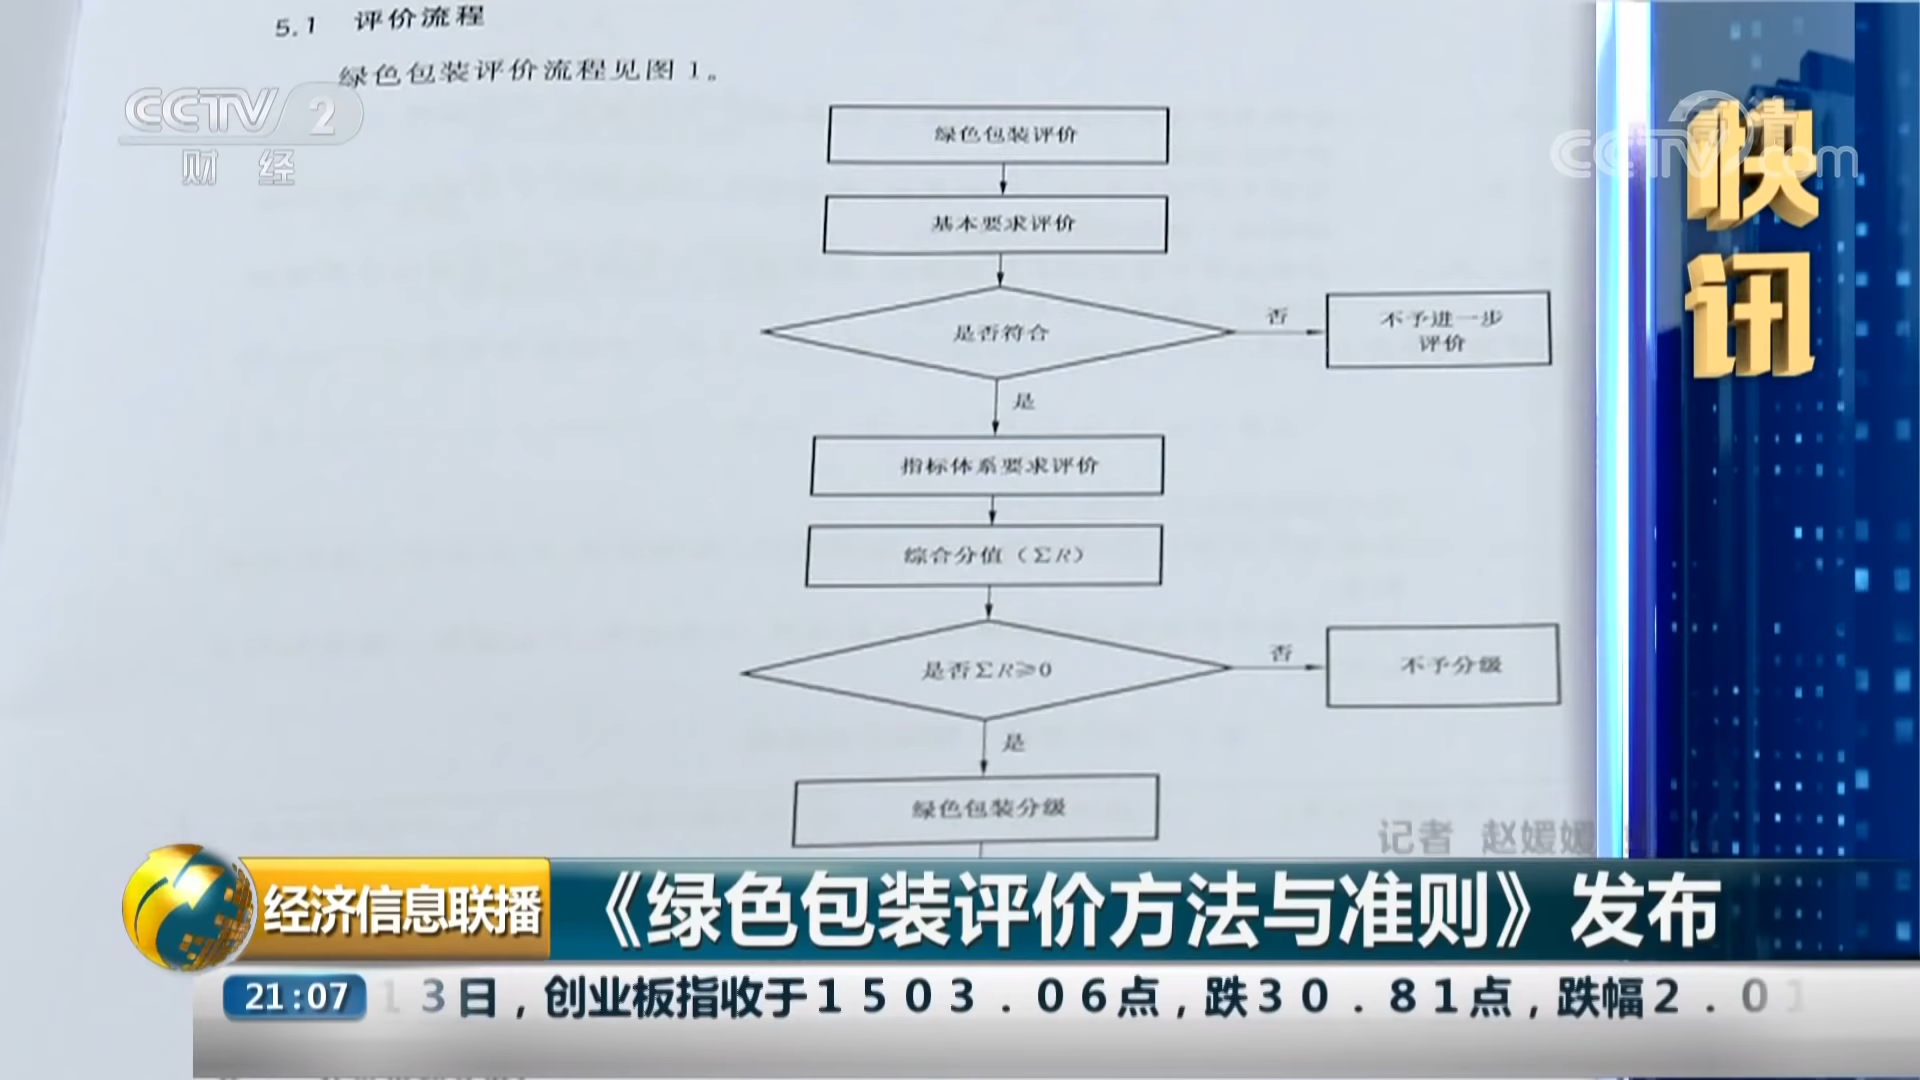 5.1 评价流程
绿色包装评价流程见图1。
CCTV 2
财经
CCTV.com
高清
快讯
绿色包装评价
基本要求评价
是否符合
否
不予进一步
评价
是
指标体系要求评价
综合分值（ΣR）
是否ΣR≥0
否
不予分级
是
绿色包装分级
记者 赵媛媛
经济信息联播
《绿色包装评价方法与准则》发布
21:07
13日，创业板指收于1503.06点，跌30.81点，跌幅2.01